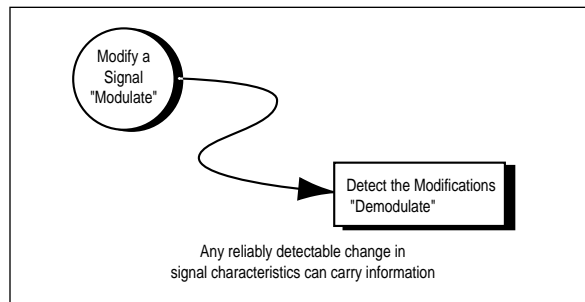 Modify a
Signal
"Modulate"
Detect the Modifications
"Demodulate"
Any reliably detectable change in
signal characteristics can carry information